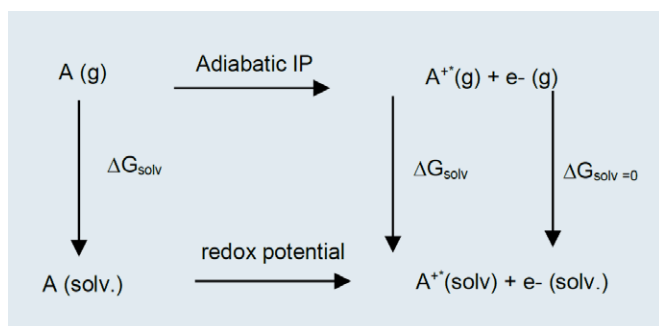 A (g)
Adiabatic IP
A⁺*(g) + e- (g)
ΔGsolv
ΔGsolv
ΔGsolv =0
redox potential
A (solv.)
A⁺*(solv) + e- (solv.)